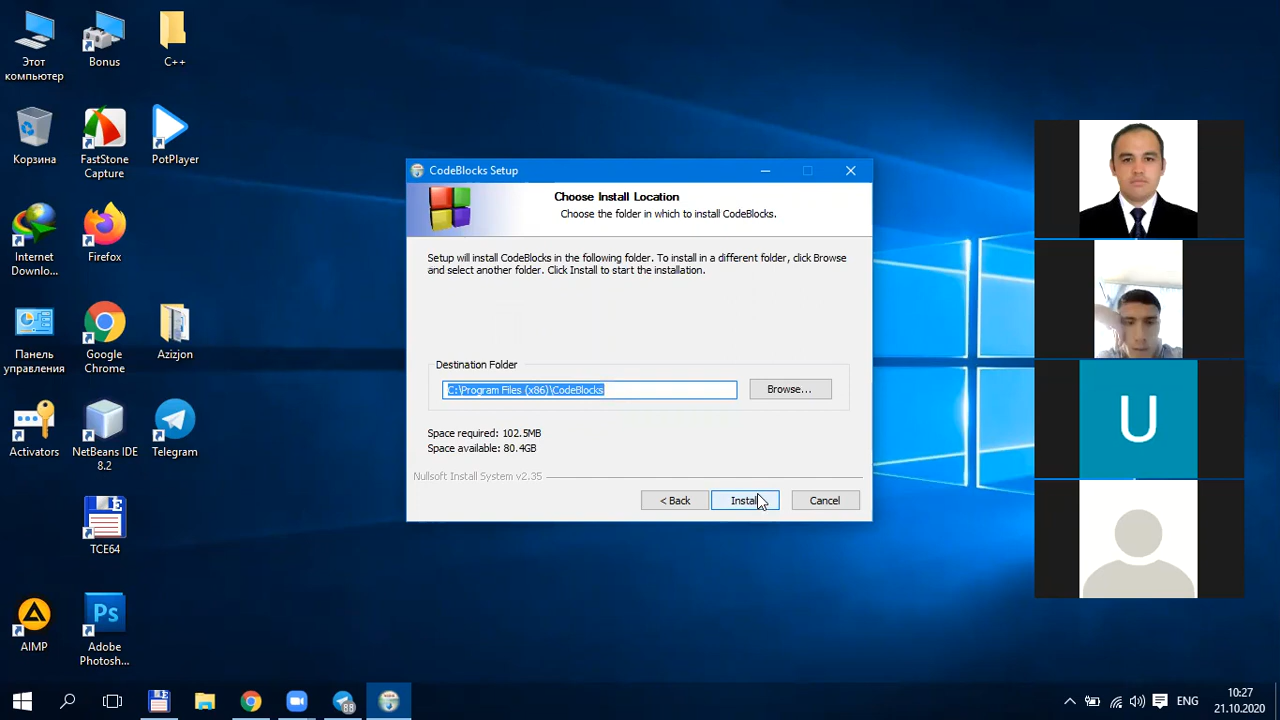 Этот
компьютер
Bonus
C++
Корзина
FastStone
Capture
PotPlayer
Internet
Downlo...
Firefox
Панель
управления
Google
Chrome
Azizjon
Activators
NetBeans IDE
8.2
Telegram
TCE64
AIMP
Ps
Adobe
Photosh...
CodeBlocks Setup
Choose Install Location
Choose the folder in which to install CodeBlocks.
Setup will install CodeBlocks in the following folder. To install in a different folder, click Browse
and select another folder. Click Install to start the installation.
Destination Folder
C:\Program Files (x86)\CodeBlocks
Browse...
Space required: 102.5MB
Space available: 80.4GB
Nullsoft Install System v2.35
< Back
Install
Cancel
U
88
ENG
10:27
21.10.2020